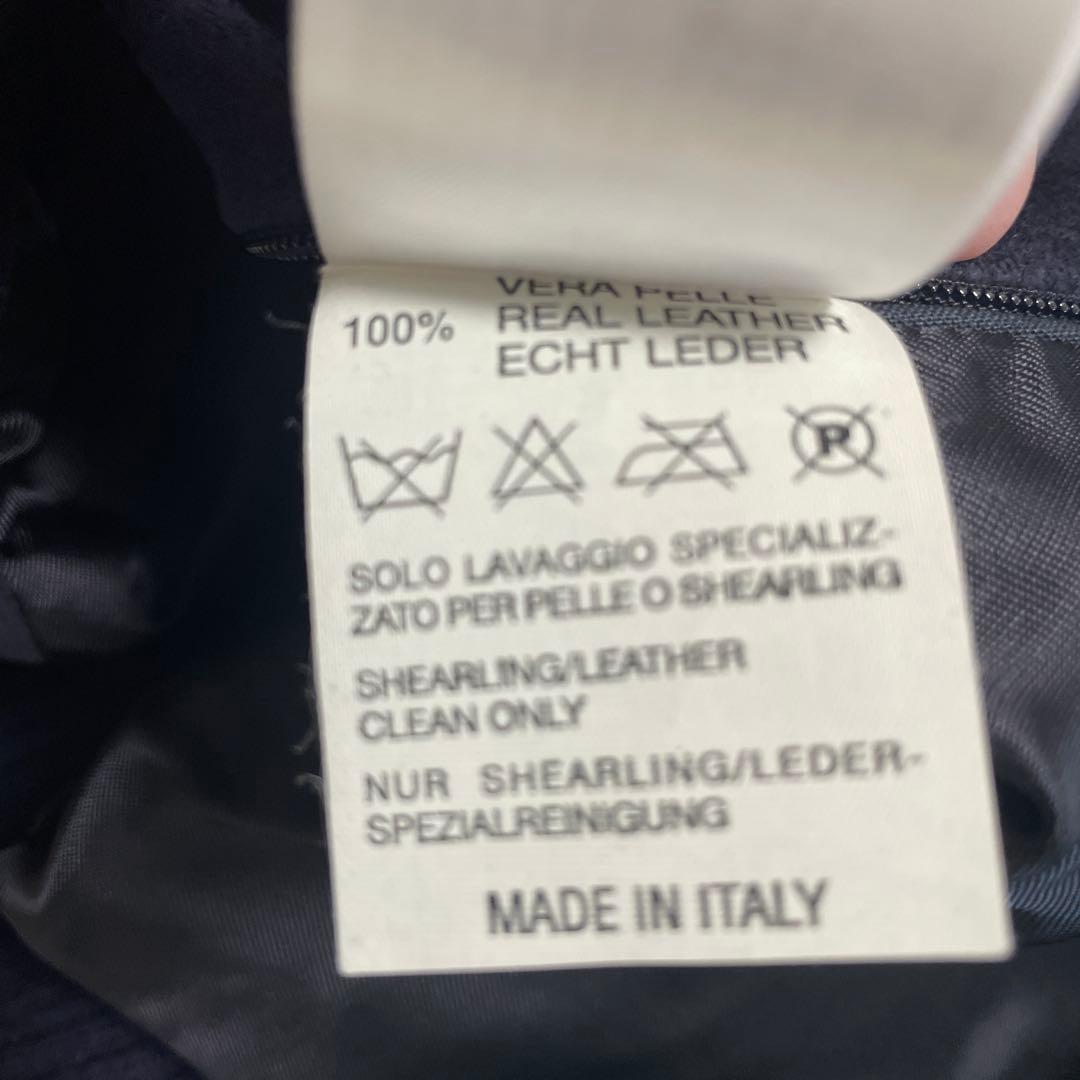 VERA PELLE
100% REAL LEATHER
ECHT LEDER
P
SOLO LAVAGGIO SPECIALIZ-
ZATO PER PELLE O SHEARLING
SHEARLING/LEATHER
CLEAN ONLY
NUR SHEARLING/LEDER-
SPEZIALREINIGUNG
MADE IN ITALY